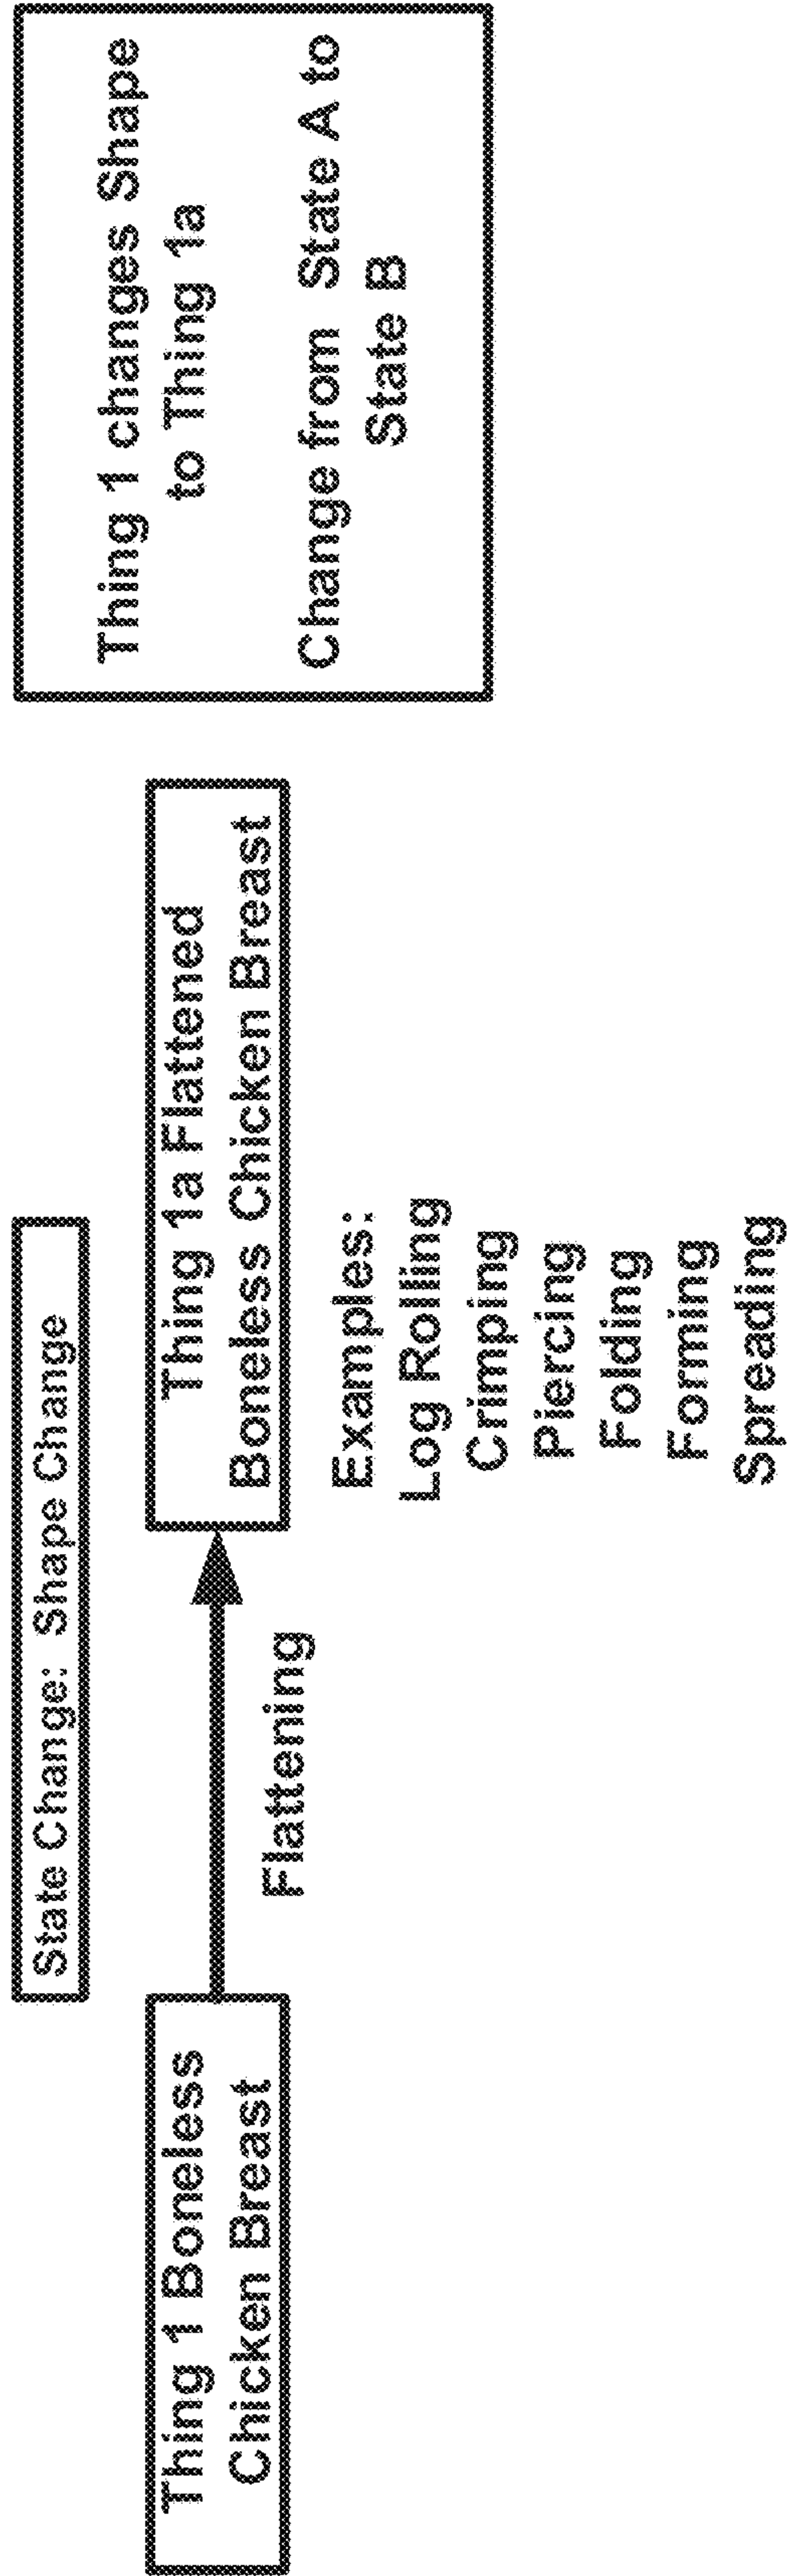 State Change: Shape Change
Thing 1 Boneless
Chicken Breast
Flattening
Thing 1a Flattened
Boneless Chicken Breast
Examples:
Log Rolling
Crimping
Piercing
Folding
Forming
Spreading
Thing 1 changes Shape
to Thing 1a
Change from State A to
State B